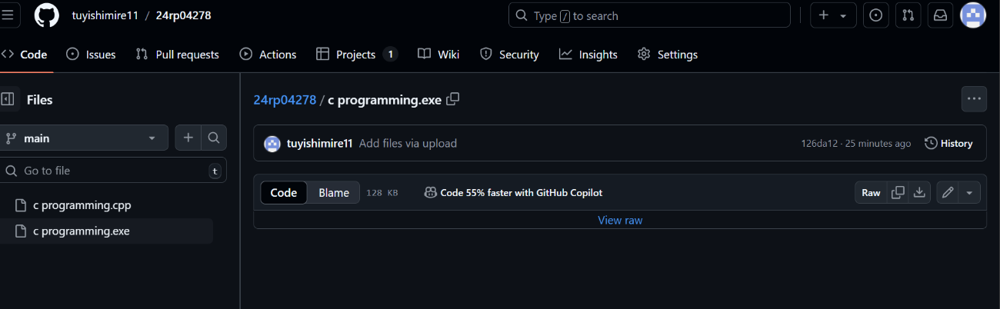 tuyishimire11 / 24rp04278
Type / to search
Code Issues Pull requests Actions Projects 1 Wiki Security Insights Settings
Files
main
Go to file t
c programming.cpp
c programming.exe
24rp04278 / c programming.exe
tuyishimire11 Add files via upload 126da12 · 25 minutes ago History
Code Blame 128 KB Code 55% faster with GitHub Copilot Raw
View raw